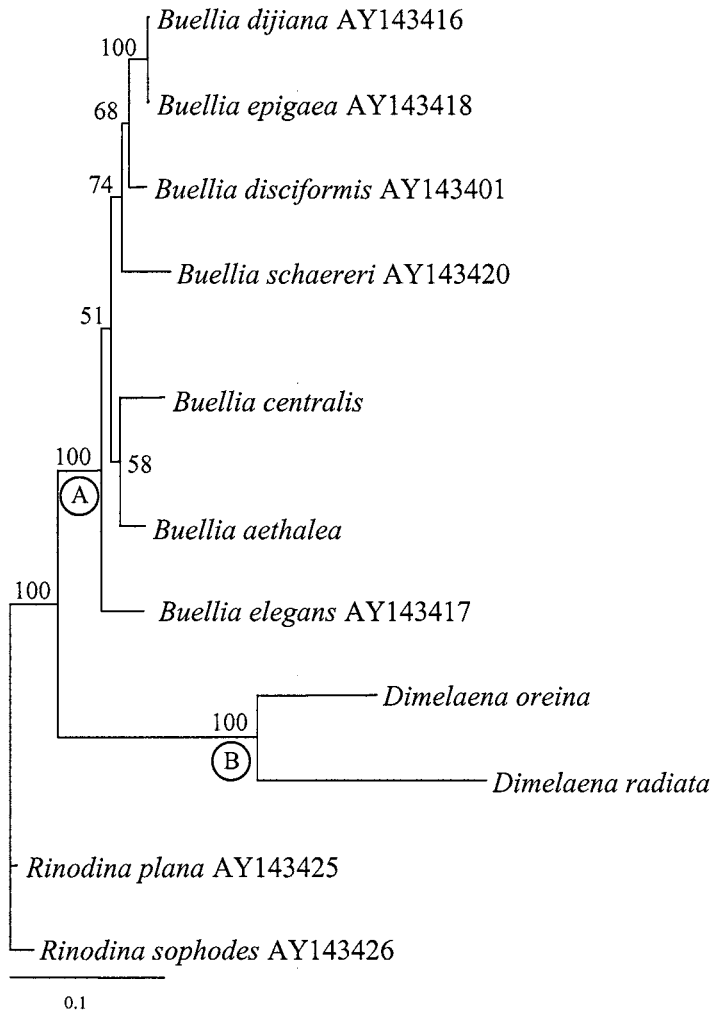 Buellia dijiana AY143416
100
Buellia epigaea AY143418
68
Buellia disciformis AY143401
74
Buellia schaereri AY143420
51
Buellia centralis
100
58
A
Buellia aethalea
100
Buellia elegans AY143417
Dimelaena oreina
100
B
Dimelaena radiata
Rinodina plana AY143425
Rinodina sophodes AY143426
0.1